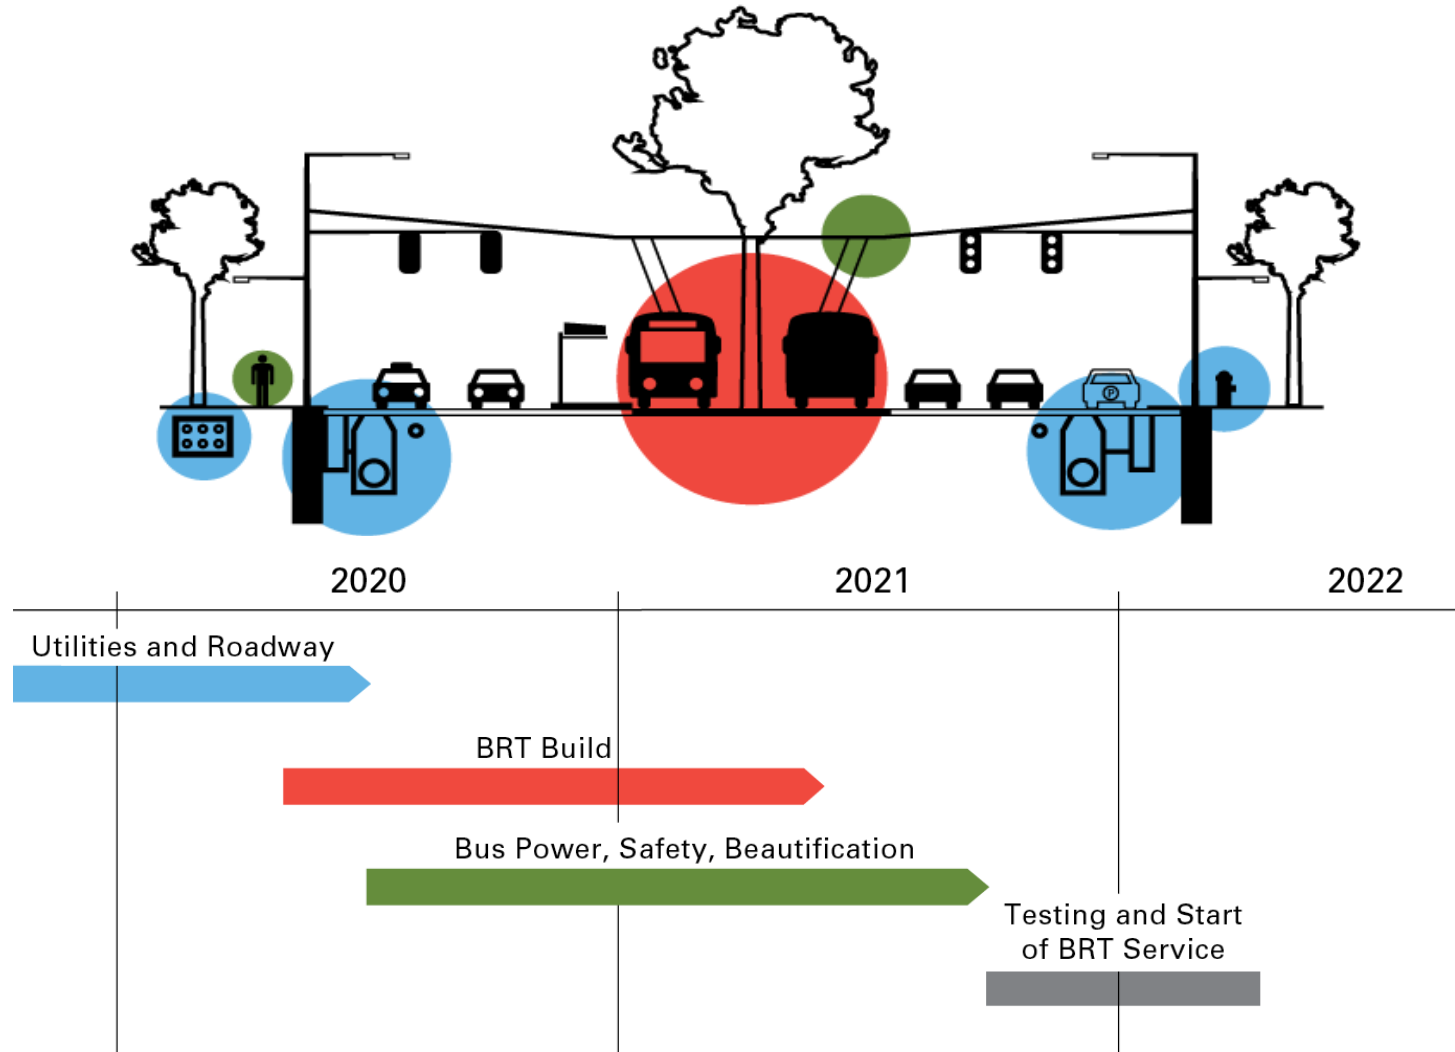 P
2020
2021
2022
Utilities and Roadway
BRT Build
Bus Power, Safety, Beautification
Testing and Start
of BRT Service